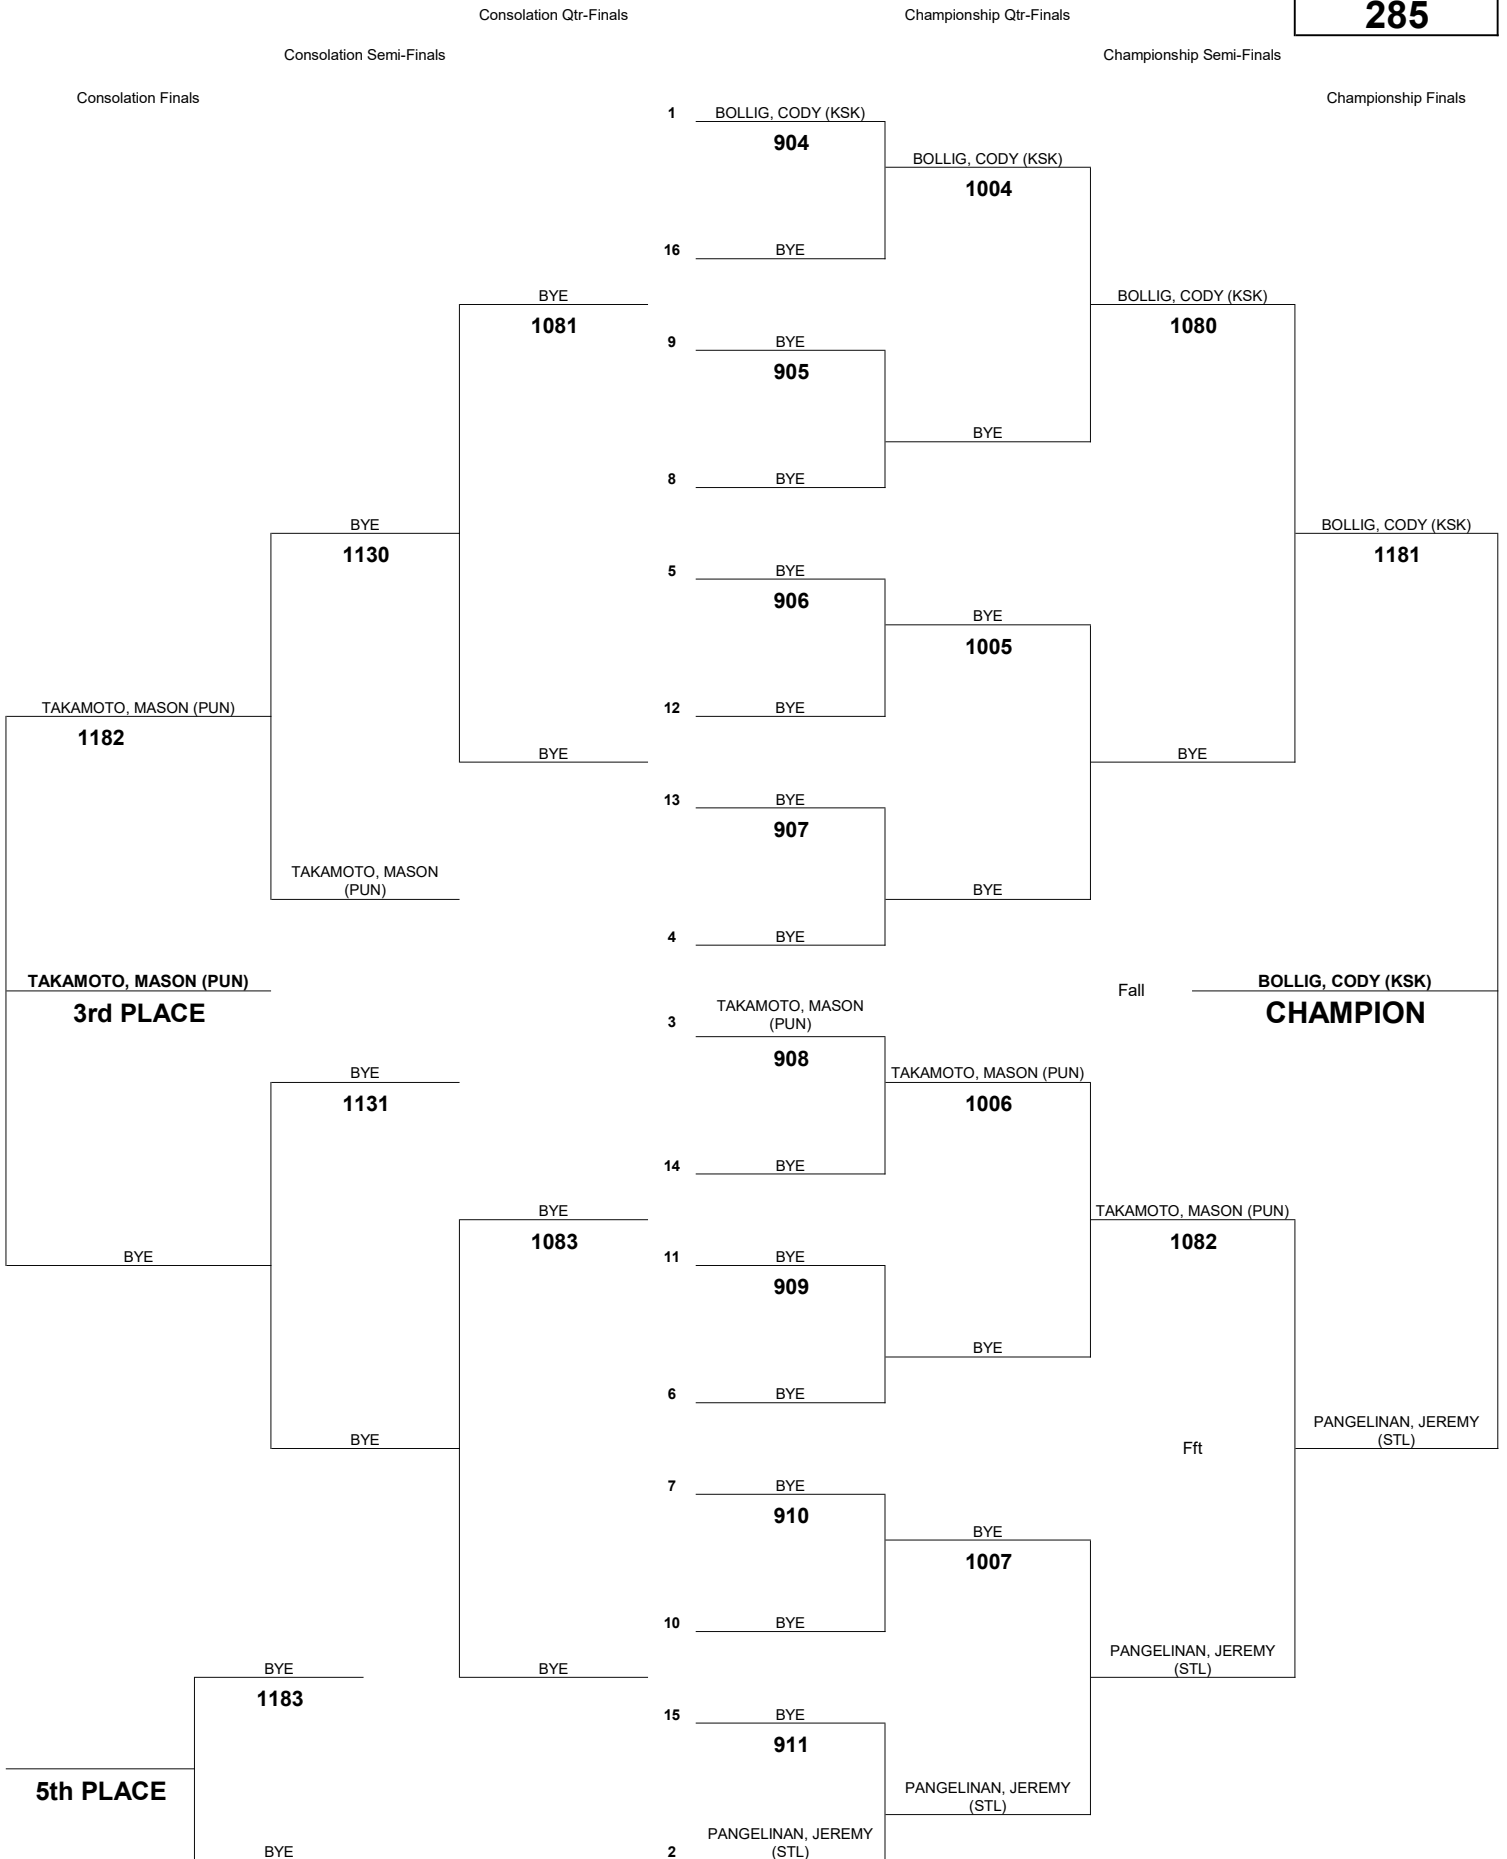 Consolation Qtr-Finals
Championship Qtr-Finals
285
Consolation Semi-Finals
Championship Semi-Finals
Consolation Finals
Championship Finals
1
BOLLIG, CODY (KSK)
904
BOLLIG, CODY (KSK)
1004
16
BYE
BYE
1081
BOLLIG, CODY (KSK)
1080
9
BYE
905
BYE
8
BYE
BYE
1130
BOLLIG, CODY (KSK)
1181
5
BYE
906
BYE
1005
TAKAMOTO, MASON (PUN)
1182
12
BYE
BYE
BYE
13
BYE
907
TAKAMOTO, MASON
(PUN)
BYE
4
BYE
TAKAMOTO, MASON (PUN)
3rd PLACE
Fall
BOLLIG, CODY (KSK)
CHAMPION
3
TAKAMOTO, MASON
(PUN)
908
BYE
1131
TAKAMOTO, MASON (PUN)
1006
14
BYE
BYE
1083
TAKAMOTO, MASON (PUN)
1082
BYE
11
BYE
909
BYE
6
BYE
BYE
Fft
PANGELINAN, JEREMY
(STL)
7
BYE
910
BYE
1007
10
BYE
BYE
1183
BYE
PANGELINAN, JEREMY
(STL)
15
BYE
911
5th PLACE
PANGELINAN, JEREMY
(STL)
BYE
2
PANGELINAN, JEREMY
(STL)